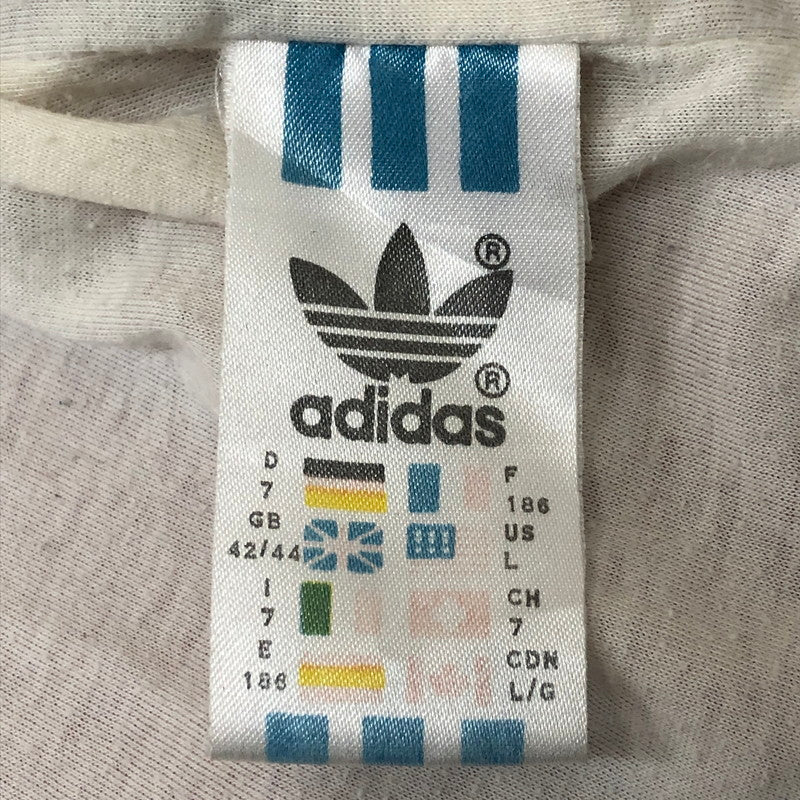 ®
®
adidas
D
7
F
186
GB
42/44
US
L
I
7
CH
7
E
186
CDN
L/G